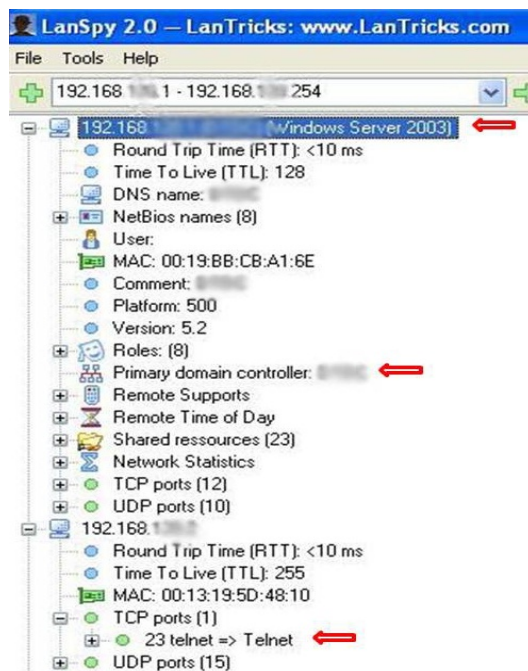 LanSpy 2.0 — LanTricks: www.LanTricks.com
File Tools Help
192.168 .1 - 192.168. .254
192.168 (Windows Server 2003)
Round Trip Time (RTT): <10 ms
Time To Live (TTL): 128
DNS name:
NetBios names (8)
User:
MAC: 00:19:BB:CB:A1:6E
Comment:
Platform: 500
Version: 5.2
Roles: (8)
Primary domain controller:
Remote Supports
Remote Time of Day
Shared ressources (23)
Network Statistics
TCP ports (12)
UDP ports (10)
192.168.
Round Trip Time (RTT): <10 ms
Time To Live (TTL): 255
MAC: 00:13:19:5D:48:10
TCP ports (1)
23 telnet => Telnet
UDP ports (15)